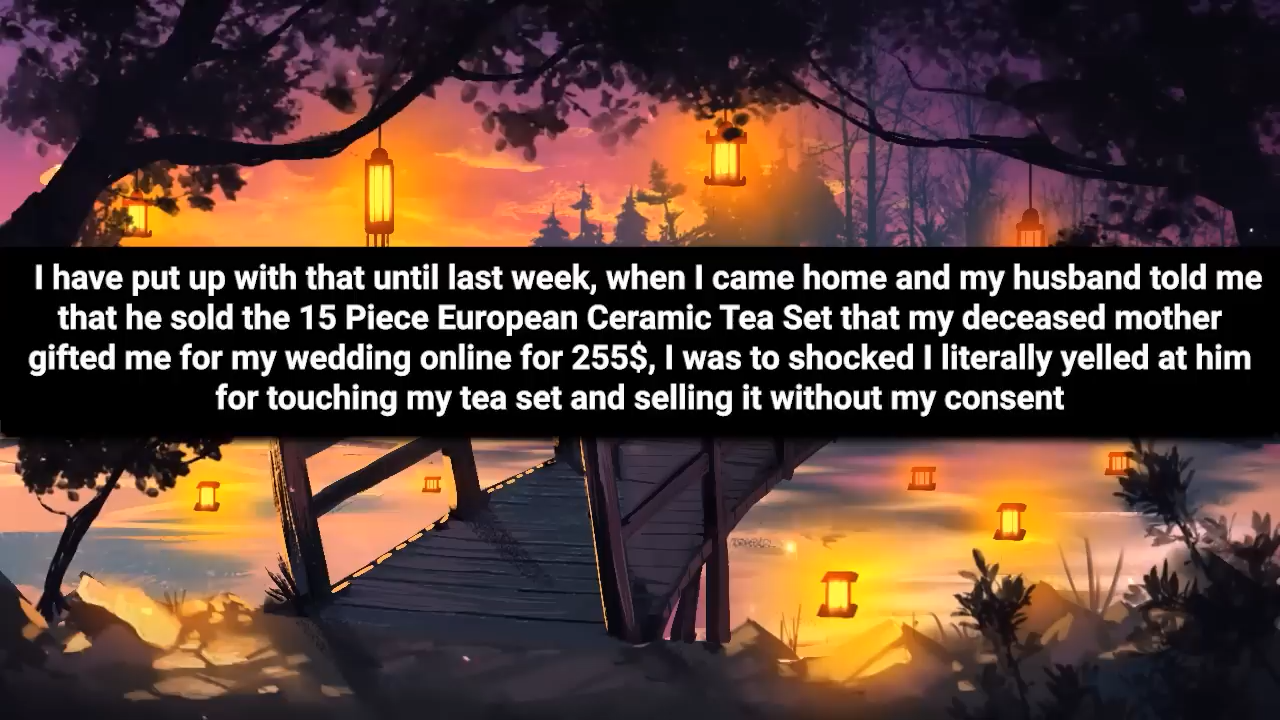 I have put up with that until last week, when I came home and my husband told me
that he sold the 15 Piece European Ceramic Tea Set that my deceased mother
gifted me for my wedding online for 255$, I was to shocked I literally yelled at him
for touching my tea set and selling it without my consent